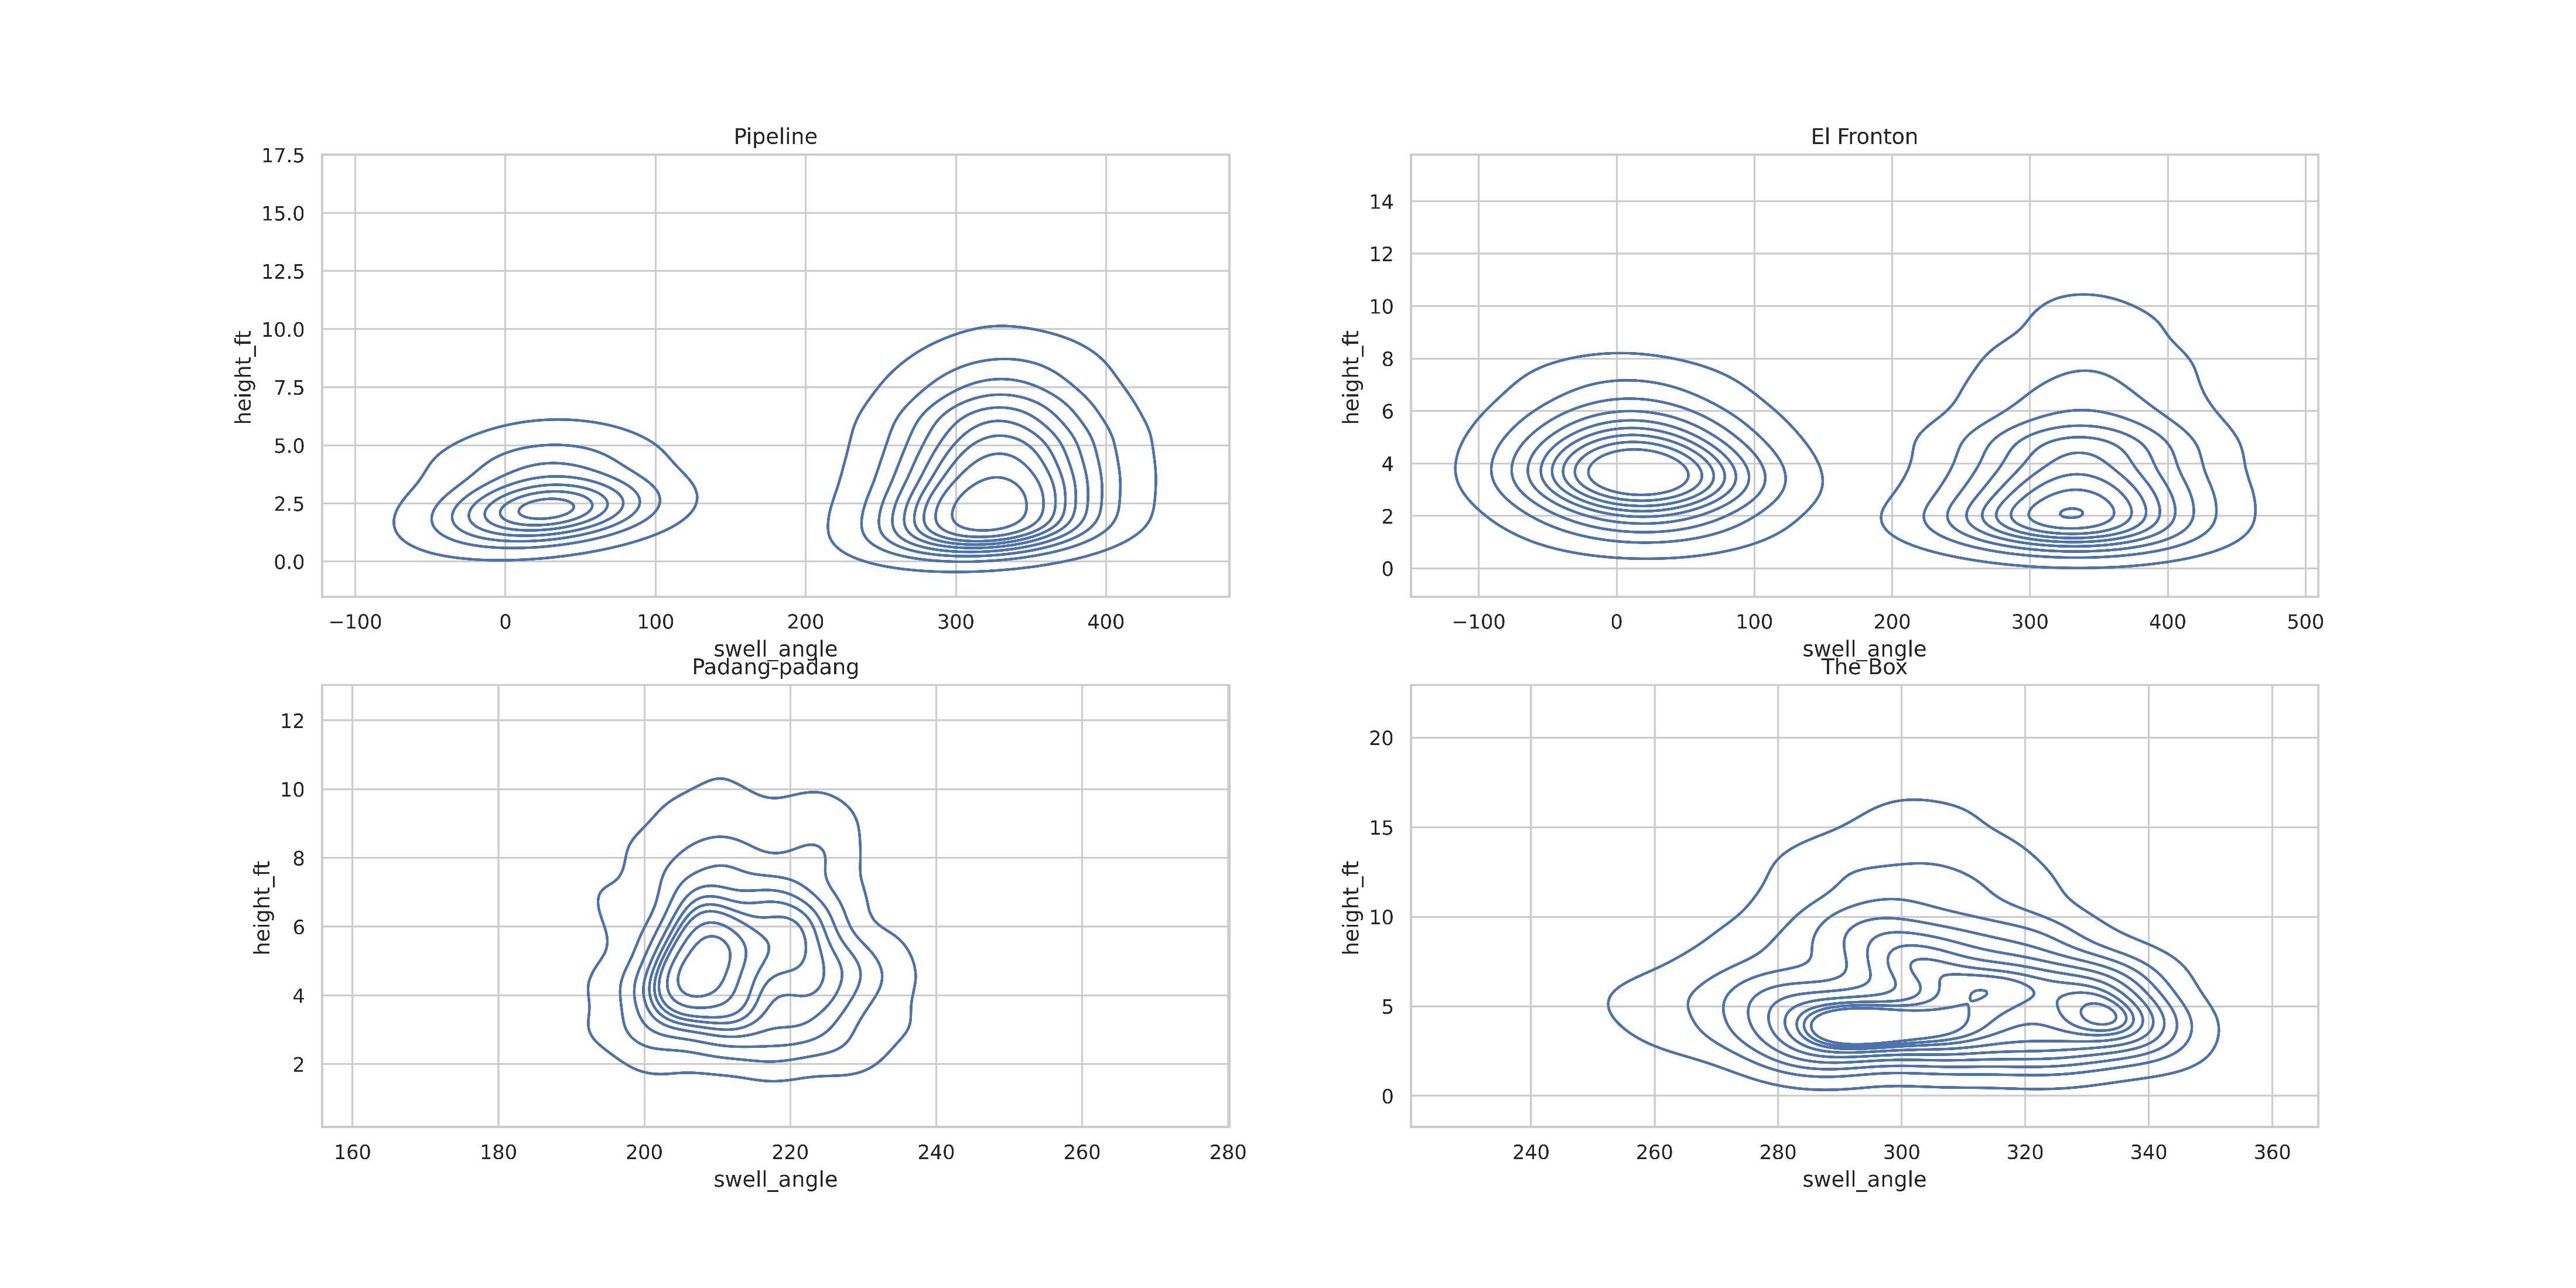 Pipeline
17.5
15.0
12.5
10.0
7.5
5.0
2.5
0.0
height_ft
−100 0 100 200 300 400
swell_angle
El Fronton
14
12
10
8
6
4
2
0
height_ft
−100 0 100 200 300 400 500
swell_angle
Padang-padang
12
10
8
6
4
2
height_ft
160 180 200 220 240 260 280
swell_angle
The Box
20
15
10
5
0
height_ft
240 260 280 300 320 340 360
swell_angle